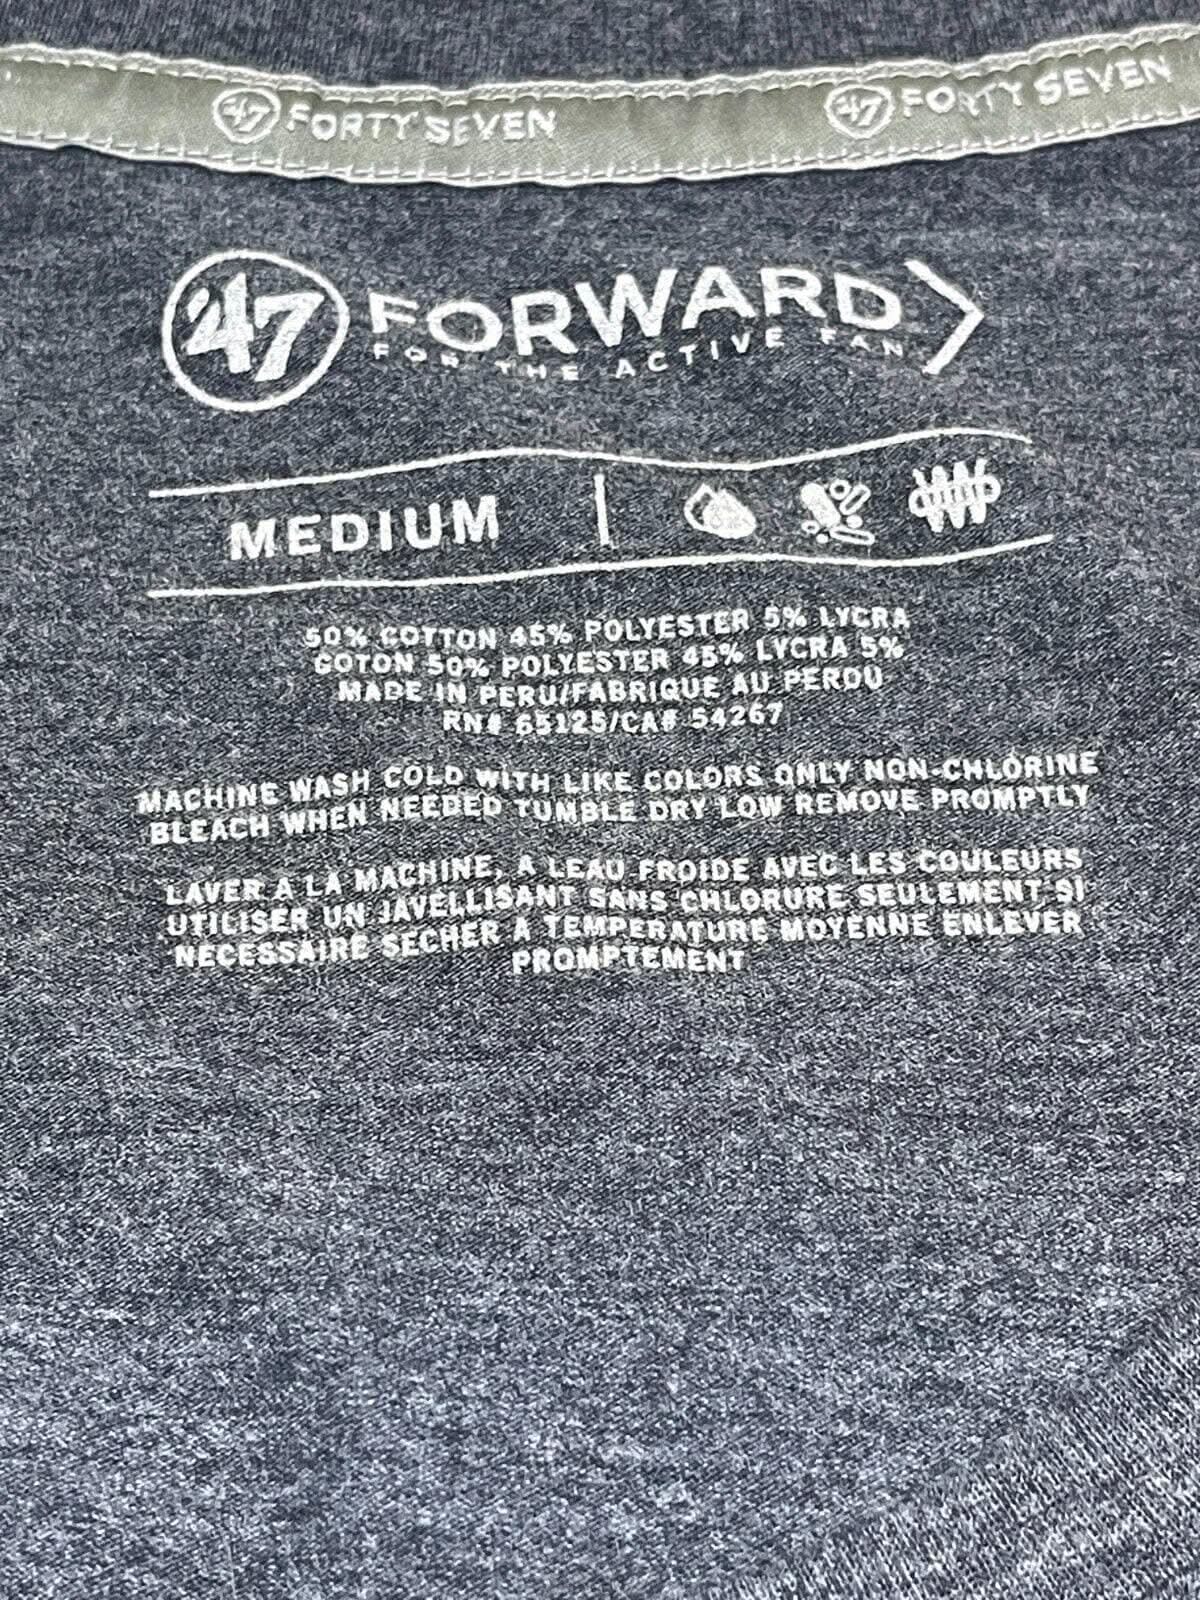 '47 FORTY SEVEN '47 FORTY SEVEN
'47 FORWARD
FOR THE ACTIVE FAN
MEDIUM
50% COTTON 45% POLYESTER 5% LYCRA
COTON 50% POLYESTER 45% LYCRA 5%
MADE IN PERU/FABRIQUE AU PEROU
RN# 65125/CA# 54267
MACHINE WASH COLD WITH LIKE COLORS ONLY NON-CHLORINE
BLEACH WHEN NEEDED TUMBLE DRY LOW REMOVE PROMPTLY
LAVER A LA MACHINE, A LEAU FROIDE AVEC LES COULEURS
UTILISER UN JAVELLISANT SANS CHLORURE SEULEMENT SI
NECESSAIRE SECHER A TEMPERATURE MOYENNE ENLEVER
PROMPTEMENT